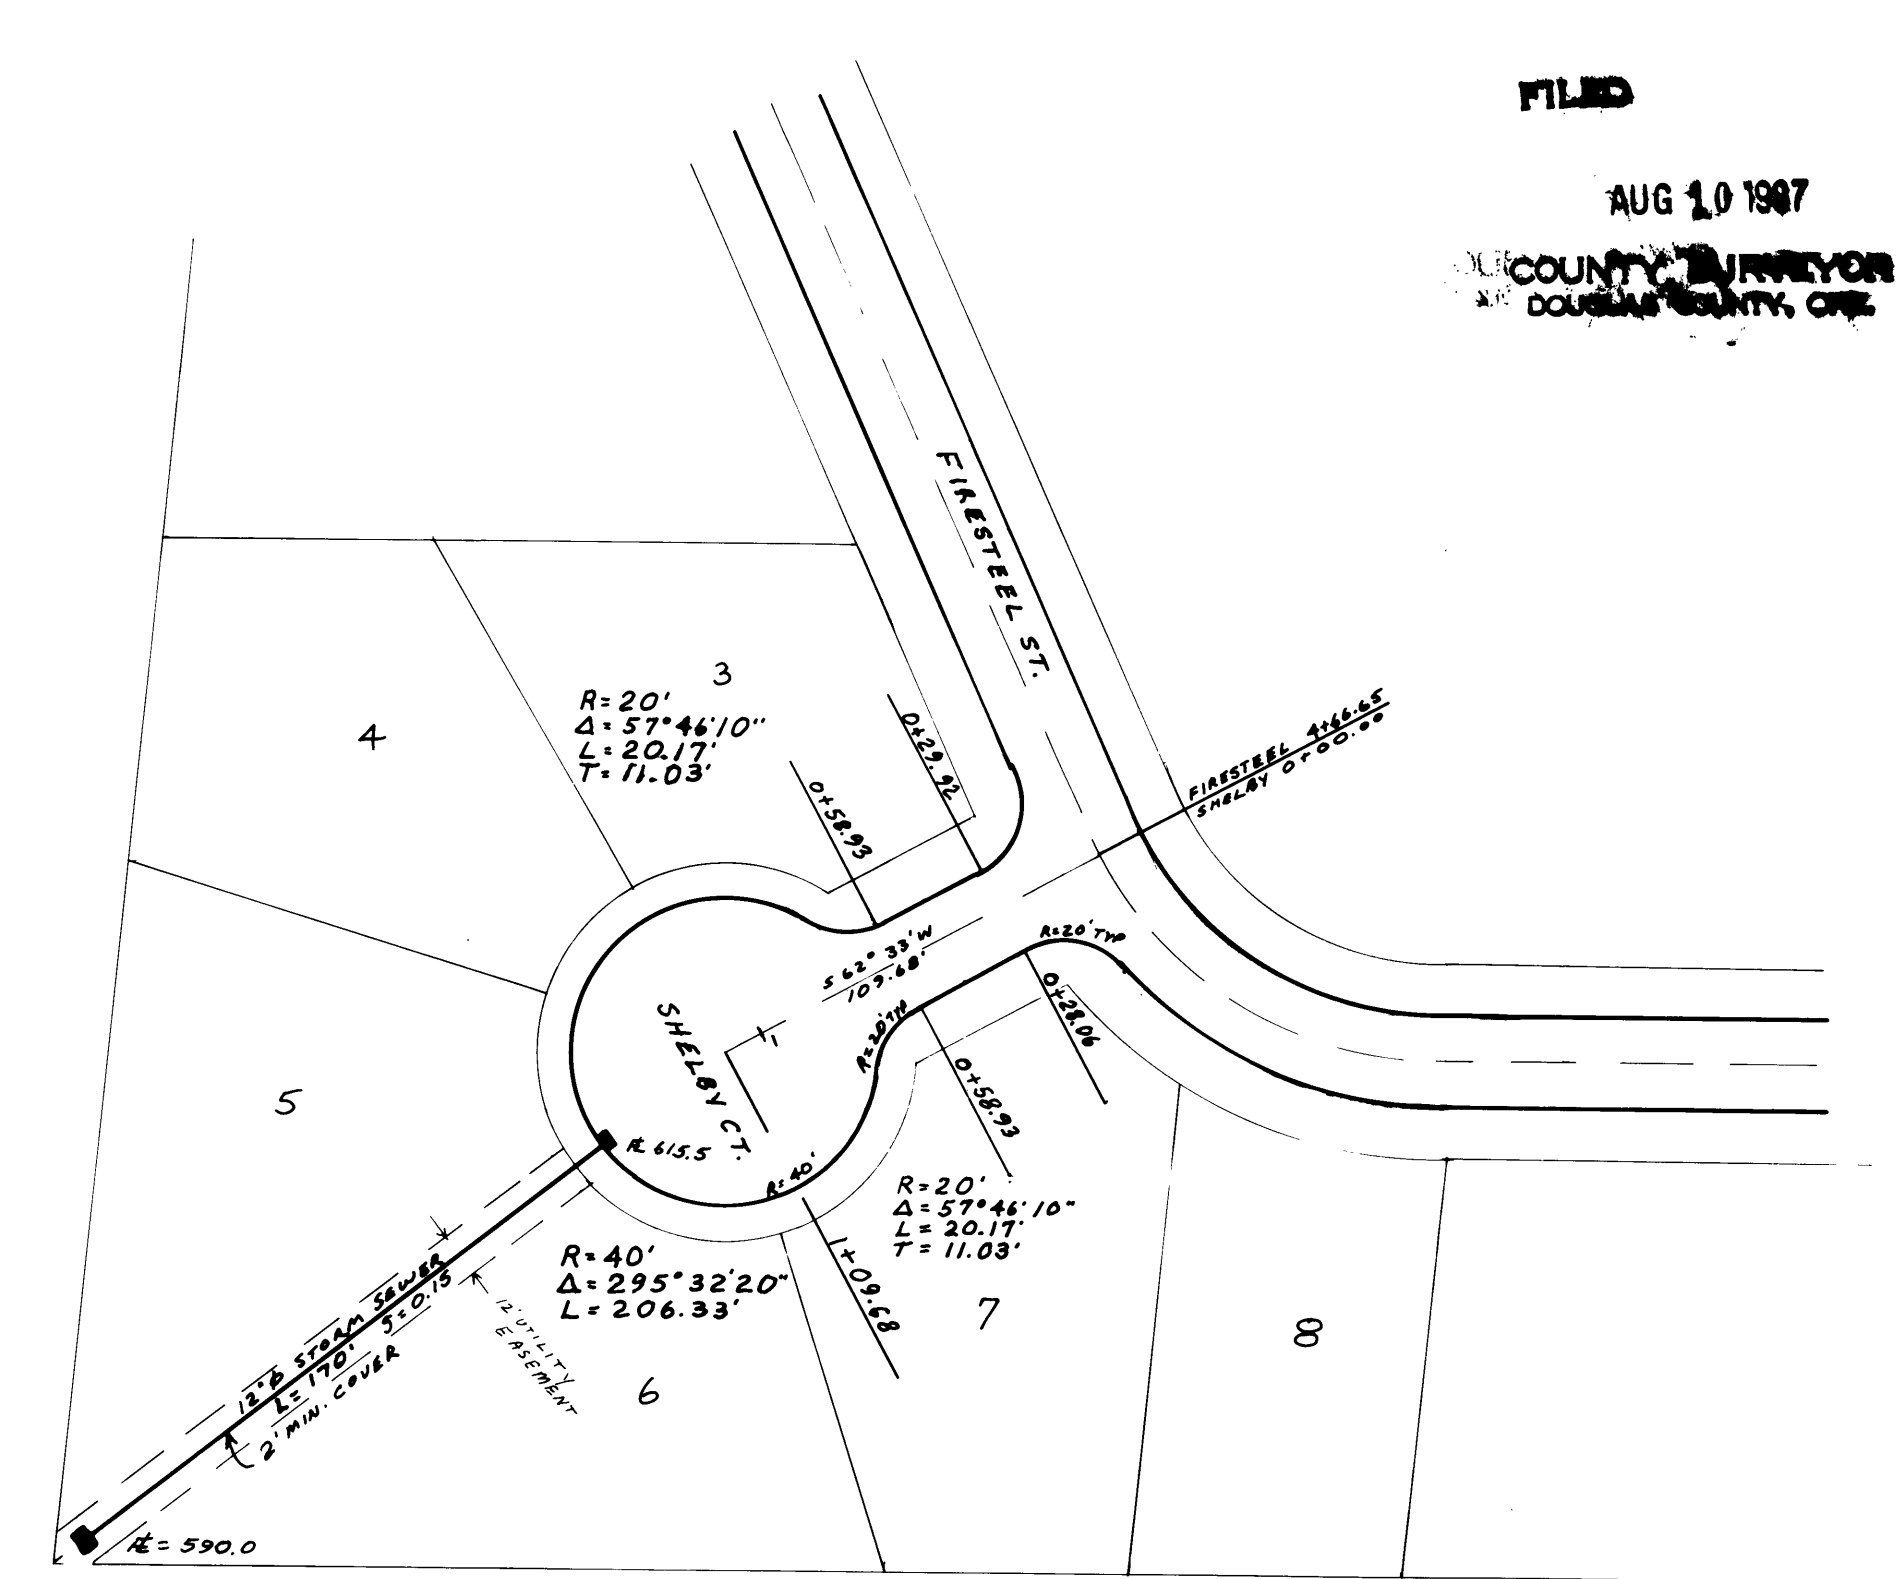 FILED
AUG 10 1987
COUNTY SURVEYOR
DOUGLAS COUNTY, ORE.
FIRESTEEL ST.
3
R=20'
Δ=57°46'10"
L=20.17'
T=11.03'
4
0+29.92
0+58.93
FIRESTEEL 4+66.65
SHELBY 0+00.00
S 62° 33' W
109.68'
R=20' TYP
R=20' TYP
0+28.06
0+58.93
SHELBY CT.
5
615.5
R=40'
R=20'
Δ=57°46'10"
L=20.17'
T=11.03'
R=40'
Δ=295°32'20"
L=206.33'
1+09.68
7
8
12"ø STORM SEWER
L=170' S=0.15
2' MIN. COVER
12' UTILITY
EASEMENT
6
= 590.0